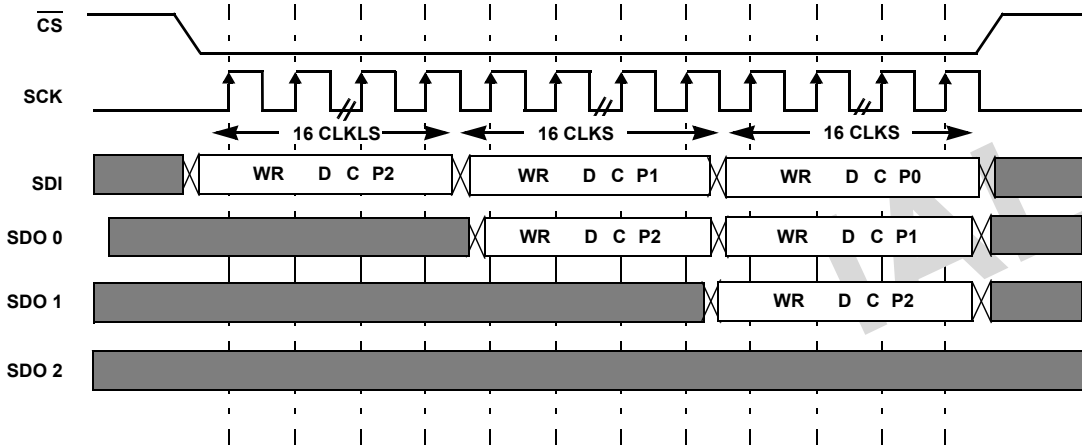 CS
SCK
16 CLKLS 16 CLKS 16 CLKS
SDI WR D C P2 WR D C P1 WR D C P0
SDO 0 WR D C P2 WR D C P1
SDO 1 WR D C P2
SDO 2